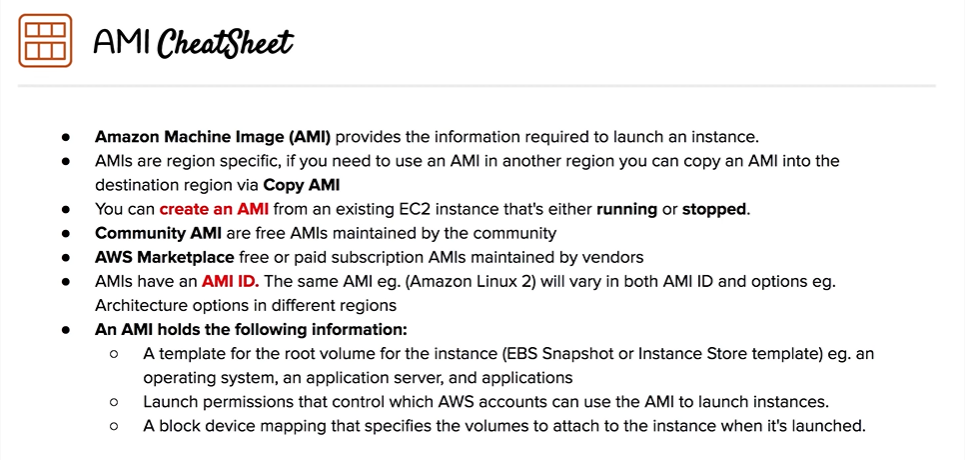 AMI CheatSheet
● Amazon Machine Image (AMI) provides the information required to launch an instance.
● AMIs are region specific, if you need to use an AMI in another region you can copy an AMI into the
destination region via Copy AMI
● You can create an AMI from an existing EC2 instance that's either running or stopped.
● Community AMI are free AMIs maintained by the community
● AWS Marketplace free or paid subscription AMIs maintained by vendors
● AMIs have an AMI ID. The same AMI eg. (Amazon Linux 2) will vary in both AMI ID and options eg.
Architecture options in different regions
● An AMI holds the following information:
○ A template for the root volume for the instance (EBS Snapshot or Instance Store template) eg. an
operating system, an application server, and applications
○ Launch permissions that control which AWS accounts can use the AMI to launch instances.
○ A block device mapping that specifies the volumes to attach to the instance when it's launched.